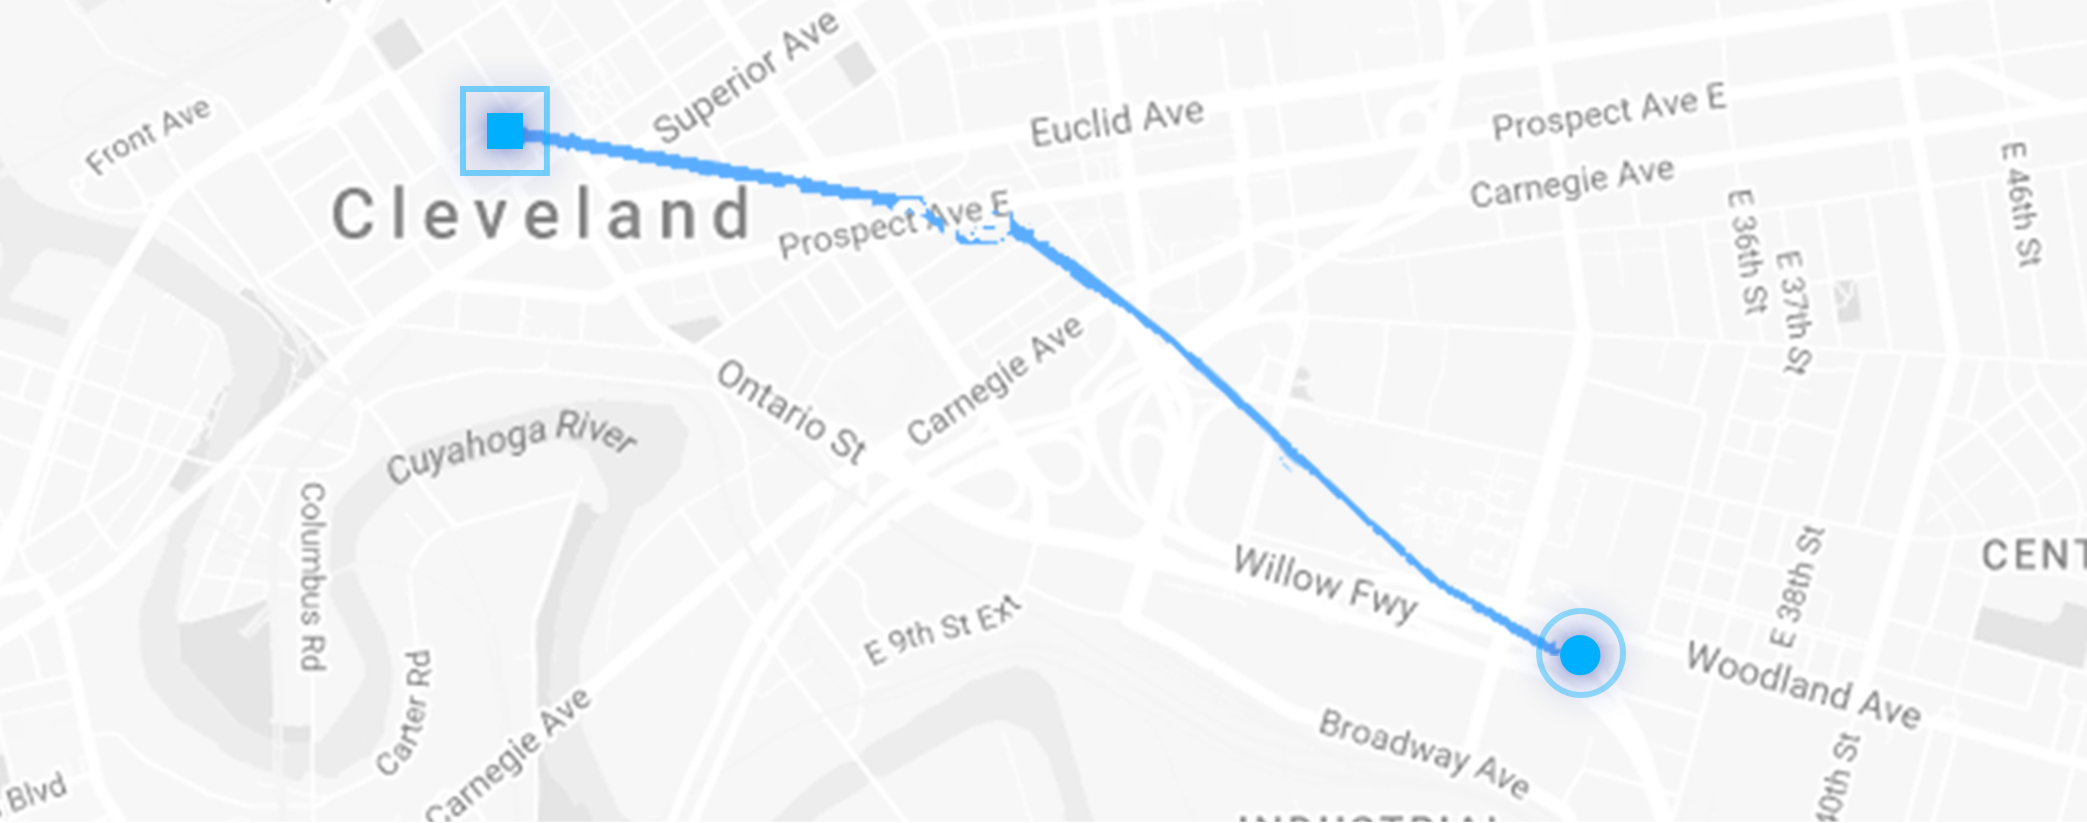 Superior Ave
Front Ave
Euclid Ave
Prospect Ave E
Carnegie Ave
E 46th St
Cleveland
Prospect Ave E
E 36th St
E 37th St
Carnegie Ave
Ontario St
Cuyahoga River
Columbus Rd
Willow Fwy
E 38th St
CENT
E 9th St Ext
Woodland Ave
Carter Rd
Broadway Ave
Carnegie Ave
40th St
Blvd